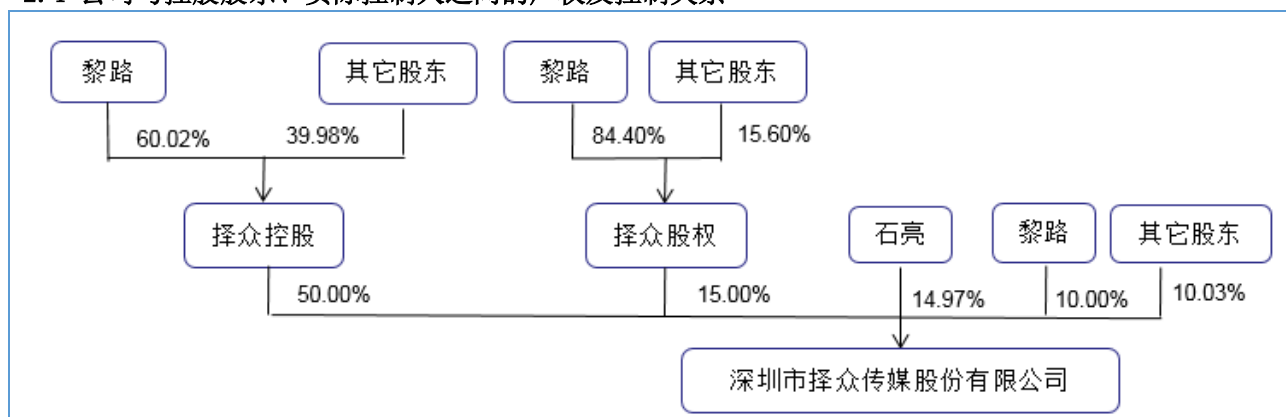 黎路 其它股东 黎路 其它股东
60.02% 39.98% 84.40% 15.60%
择众控股 择众股权 石亮 黎路 其它股东
50.00% 15.00% 14.97% 10.00% 10.03%
深圳市择众传媒股份有限公司